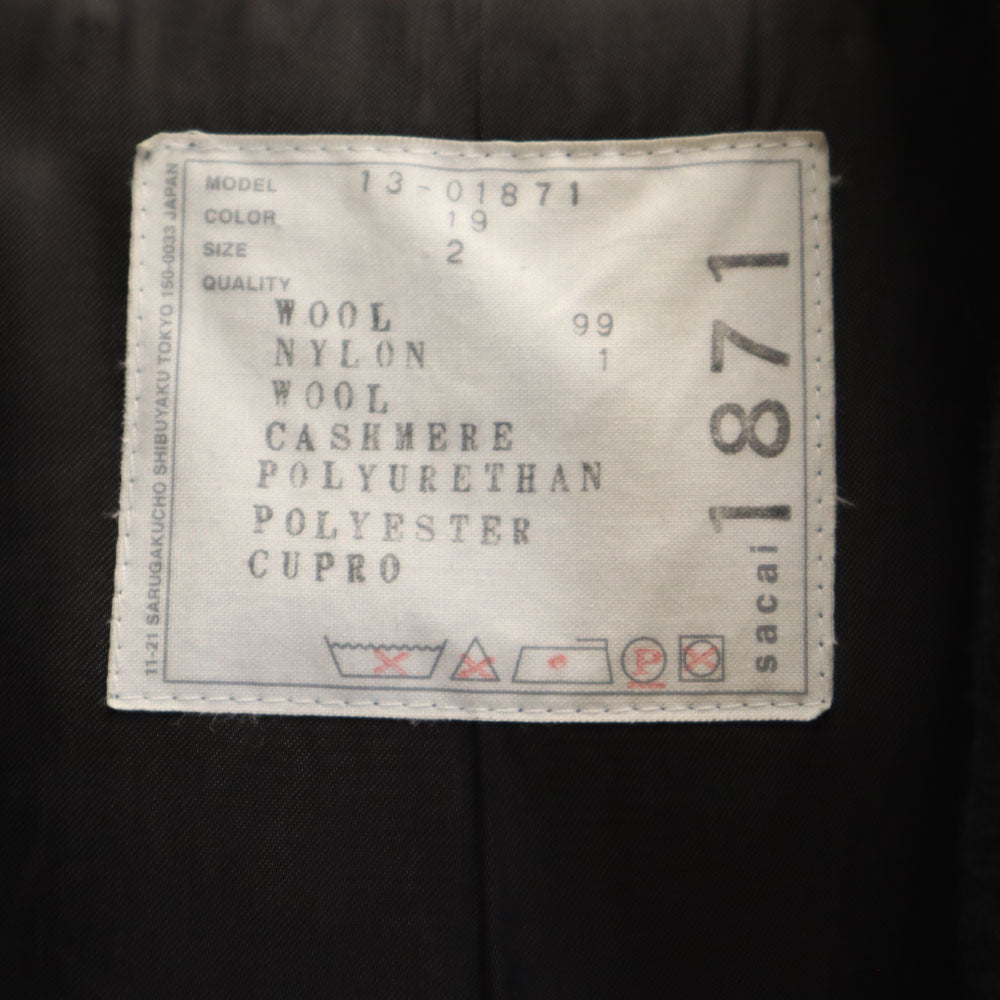 MODEL 13-01871
COLOR 19
SIZE 2
QUALITY
WOOL 99
NYLON 1
WOOL
CASHMERE
POLYURETHAN
POLYESTER
CUPRO
P
sacai 1871
11-21 SARUGAKUCHO SHIBUYAKU TOKYO 150-0033 JAPAN